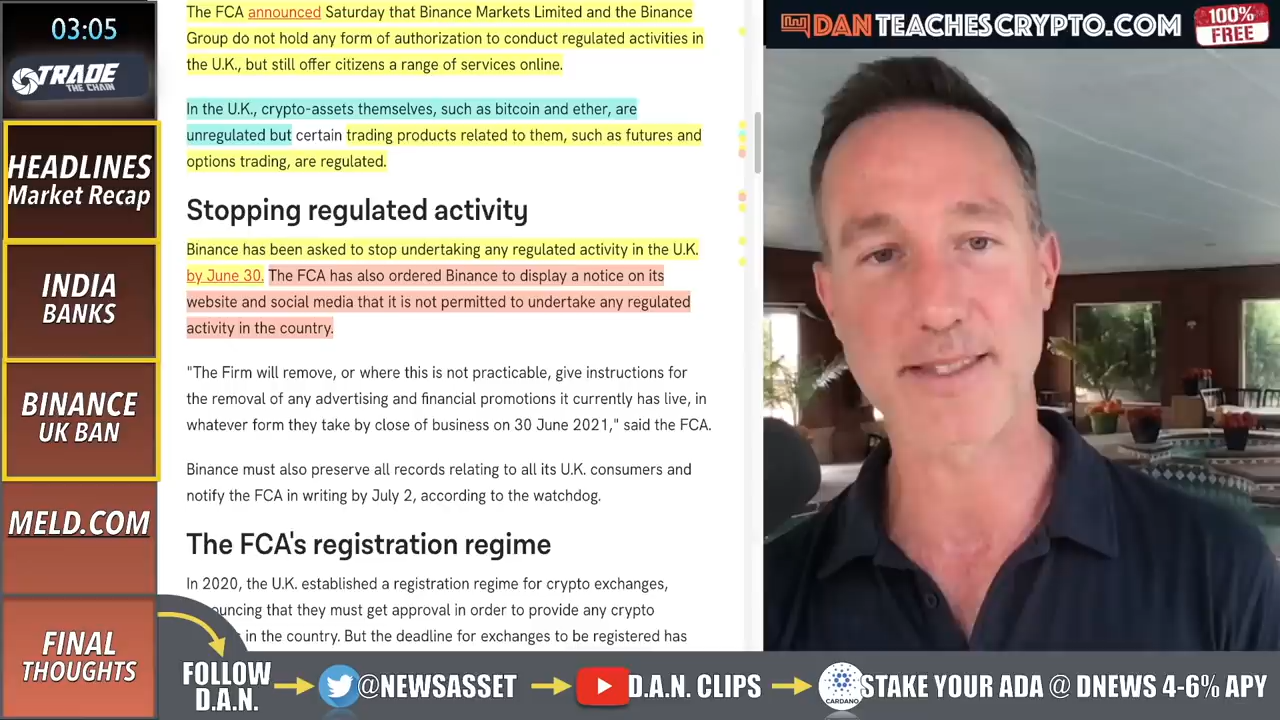 03:05
TRADE
THE CHAIN
HEADLINES
Market Recap
INDIA
BANKS
BINANCE
UK BAN
MELD.COM
FINAL
THOUGHTS
The FCA announced Saturday that Binance Markets Limited and the Binance
Group do not hold any form of authorization to conduct regulated activities in
the U.K., but still offer citizens a range of services online.
In the U.K., crypto-assets themselves, such as bitcoin and ether, are
unregulated but certain trading products related to them, such as futures and
options trading, are regulated.
Stopping regulated activity
Binance has been asked to stop undertaking any regulated activity in the U.K.
by June 30. The FCA has also ordered Binance to display a notice on its
website and social media that it is not permitted to undertake any regulated
activity in the country.
"The Firm will remove, or where this is not practicable, give instructions for
the removal of any advertising and financial promotions it currently has live, in
whatever form they take by close of business on 30 June 2021," said the FCA.
Binance must also preserve all records relating to all its U.K. consumers and
notify the FCA in writing by July 2, according to the watchdog.
The FCA's registration regime
In 2020, the U.K. established a registration regime for crypto exchanges,
that they must get approval in order to provide any crypto
in the country. But the deadline for exchanges to be registered has
DANTEACHESCRYPTO.COM
100%
FREE
FOLLOW
D.A.N.
@NEWSASSET
D.A.N. CLIPS
CARDANO
STAKE YOUR ADA @ DNEWS 4-6% APY